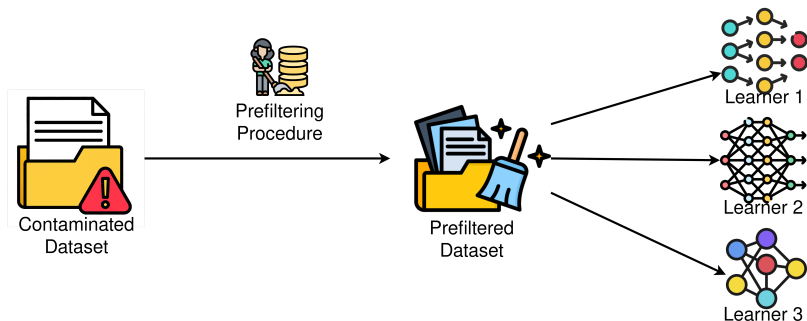 Prefiltering
Procedure
Contaminated
Dataset
Prefiltered
Dataset
Learner 1
Learner 2
Learner 3